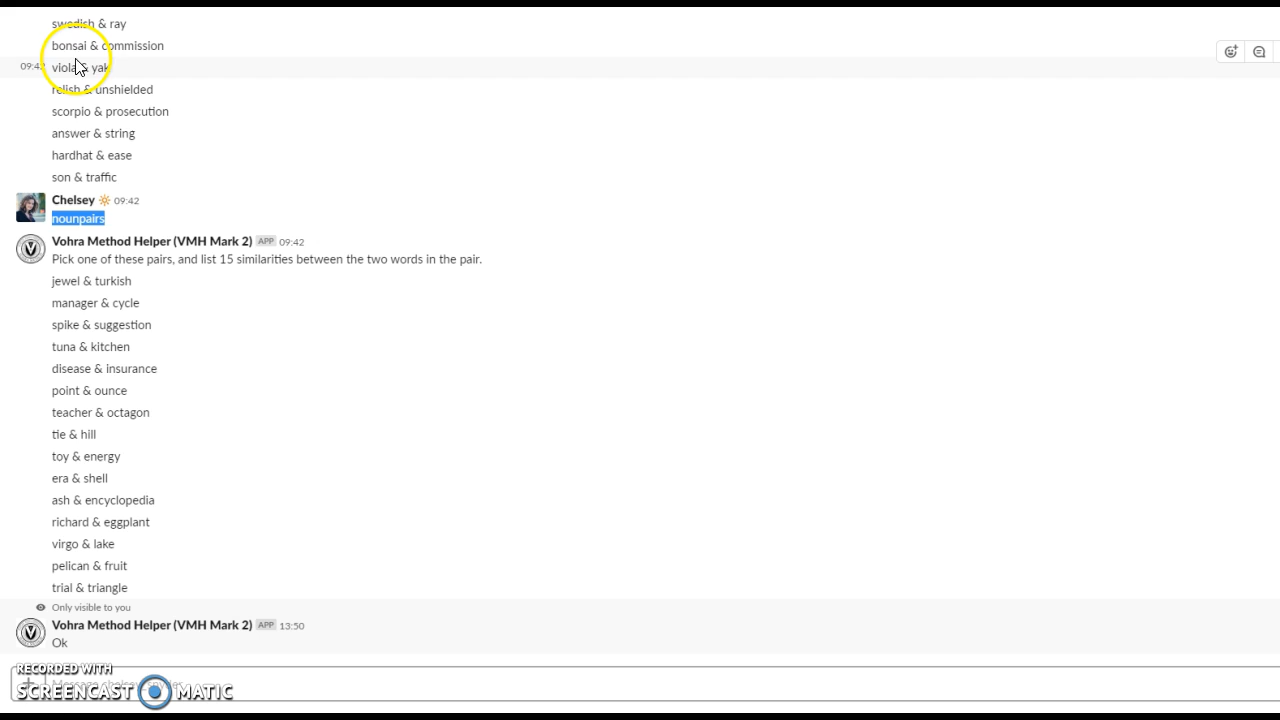 swedish & ray
bonsai & commission
09:42 viola & yak
relish & unshielded
scorpio & prosecution
answer & string
hardhat & ease
son & traffic
Chelsey 09:42
nounpairs
Vohra Method Helper (VMH Mark 2) APP 09:42
Pick one of these pairs, and list 15 similarities between the two words in the pair.
jewel & turkish
manager & cycle
spike & suggestion
tuna & kitchen
disease & insurance
point & ounce
teacher & octagon
tie & hill
toy & energy
era & shell
ash & encyclopedia
richard & eggplant
virgo & lake
pelican & fruit
trial & triangle
Only visible to you
Vohra Method Helper (VMH Mark 2) APP 13:50
Ok
RECORDED WITH
SCREENCAST MATIC